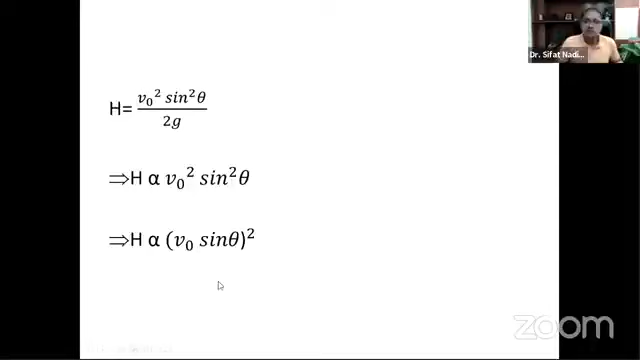 Dr. Sifat Nadi...
H= v₀² sin²θ / 2g
⇒H α v₀² sin²θ
⇒H α (v₀ sinθ)²
zoom